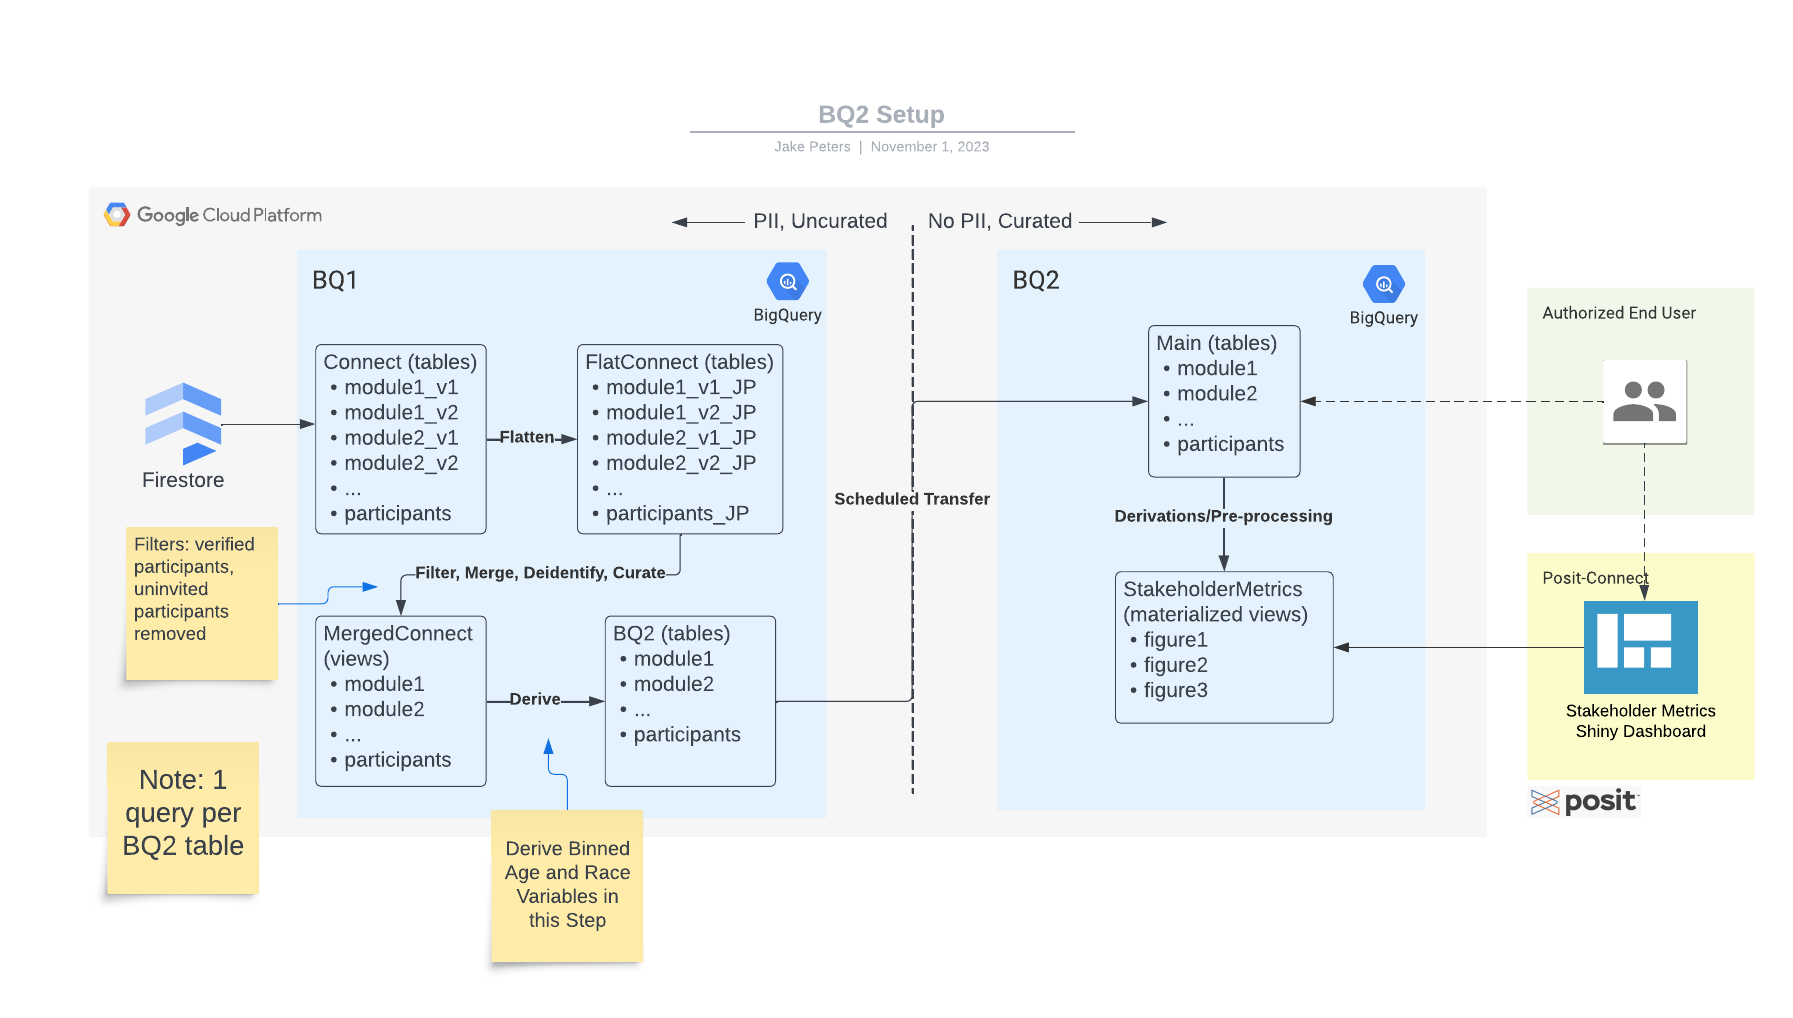 BQ2 Setup
Jake Peters | November 1, 2023
Google Cloud Platform
PII, Uncurated
No PII, Curated
BQ1
BigQuery
Connect (tables)
• module1_v1
• module1_v2
• module2_v1
• module2_v2
• ...
• participants
Flatten
FlatConnect (tables)
• module1_v1_JP
• module1_v2_JP
• module2_v1_JP
• module2_v2_JP
• ...
• participants_JP
Firestore
Filters: verified
participants,
uninvited
participants
removed
Filter, Merge, Deidentify, Curate
MergedConnect
(views)
• module1
• module2
• ...
• participants
Derive
BQ2 (tables)
• module1
• module2
• ...
• participants
Note: 1
query per
BQ2 table
Derive Binned
Age and Race
Variables in
this Step
Scheduled Transfer
BQ2
BigQuery
Main (tables)
• module1
• module2
• ...
• participants
Derivations/Pre-processing
StakeholderMetrics
(materialized views)
• figure1
• figure2
• figure3
Authorized End User
Posit-Connect
Stakeholder Metrics
Shiny Dashboard
posit